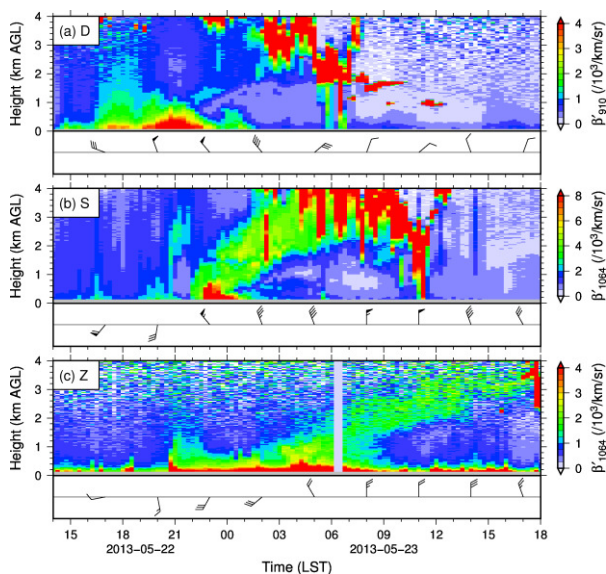 (a) D
Height (km AGL)
4
3
2
1
0
4
3
2
1
0
β'910 (/10³/km/sr)
(b) S
Height (km AGL)
4
3
2
1
0
8
6
4
2
0
β'1064 (/10³/km/sr)
(c) Z
Height (km AGL)
4
3
2
1
0
4
3
2
1
0
β'1064 (/10³/km/sr)
15 18 21 00 03 06 09 12 15 18
2013-05-22 2013-05-23
Time (LST)